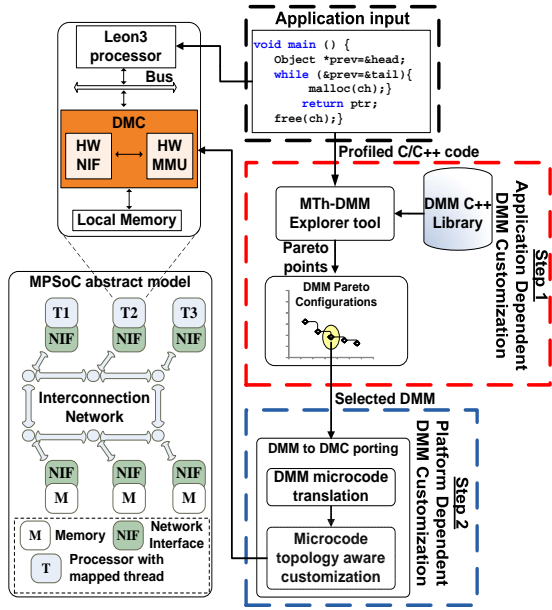 Application input
void main () {
Object *prev=&head;
while (&prev=&tail){
malloc(ch);}
return ptr;
free(ch);}
Leon3
processor
Bus
DMC
HW
NIF
HW
MMU
Local Memory
Profiled C/C++ code
MTh-DMM
Explorer tool
DMM C++
Library
Pareto
points
DMM Pareto
Configurations
Step 1
Application Dependent
DMM Customization
MPSoC abstract model
T1
T2
T3
NIF
NIF
NIF
Interconnection
Network
NIF
NIF
NIF
M
M
M
M
Memory
NIF
Network
Interface
T
Processor with
mapped thread
Selected DMM
DMM to DMC porting
DMM microcode
translation
Microcode
topology aware
customization
Step 2
Platform Dependent
DMM Customization